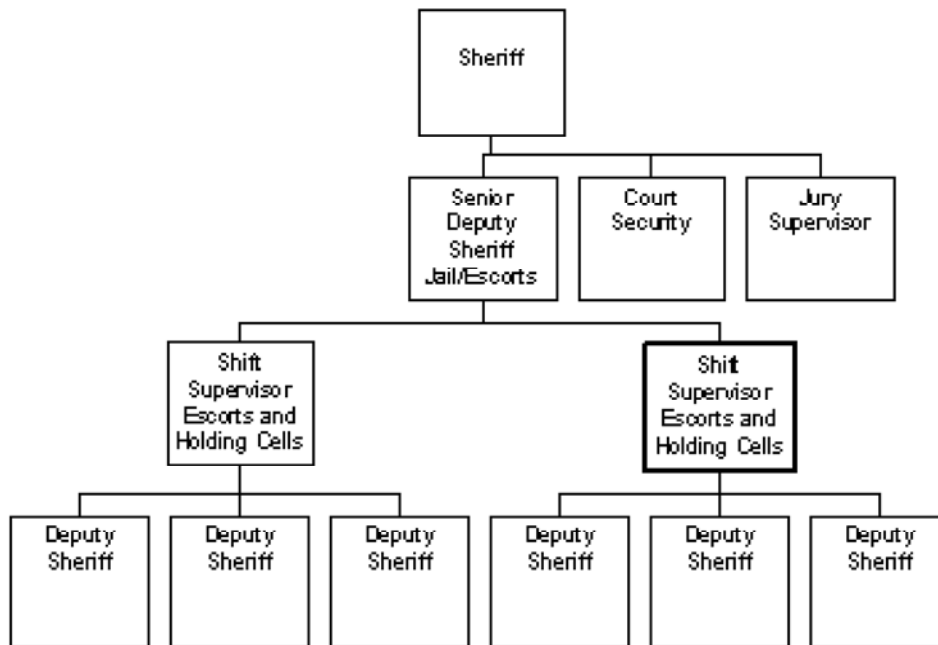 Sheriff
Senior
Deputy
Sheriff
Jail/Escorts
Court
Security
Jury
Supervisor
Shift
Supervisor
Escorts and
Holding Cells
Shift
Supervisor
Escorts and
Holding Cells
Deputy
Sheriff
Deputy
Sheriff
Deputy
Sheriff
Deputy
Sheriff
Deputy
Sheriff
Deputy
Sheriff